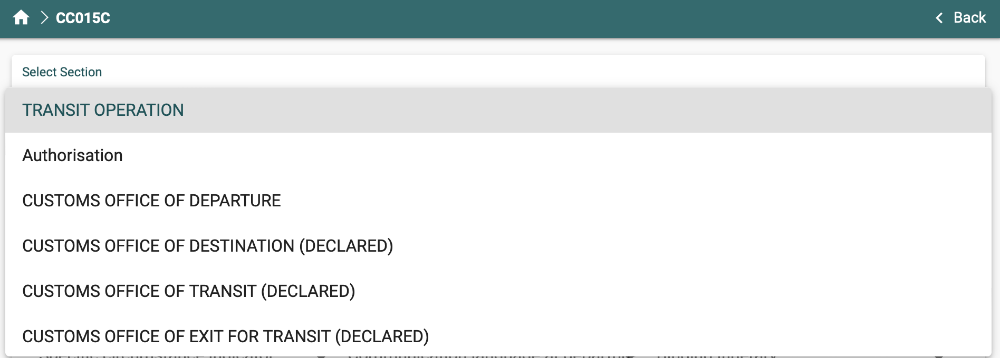 CC015C
Back
Select Section
TRANSIT OPERATION
Authorisation
CUSTOMS OFFICE OF DEPARTURE
CUSTOMS OFFICE OF DESTINATION (DECLARED)
CUSTOMS OFFICE OF TRANSIT (DECLARED)
CUSTOMS OFFICE OF EXIT FOR TRANSIT (DECLARED)